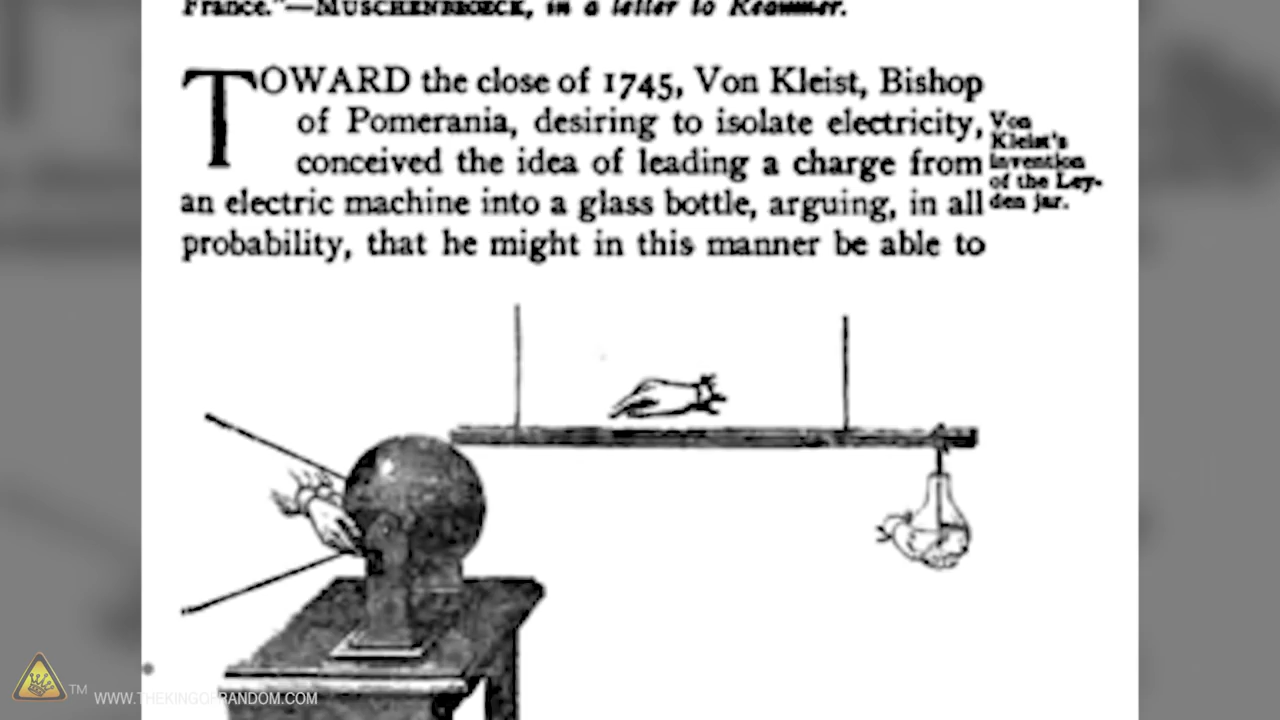 France."—MUSCHENBROECK, in a letter to Reaumer.
TOWARD the close of 1745, Von Kleist, Bishop
of Pomerania, desiring to isolate electricity,
conceived the idea of leading a charge from
an electric machine into a glass bottle, arguing, in all
probability, that he might in this manner be able to
Von
Kleist's
invention
of the Ley-
den jar.
TM WWW.THEKINGOFRANDOM.COM